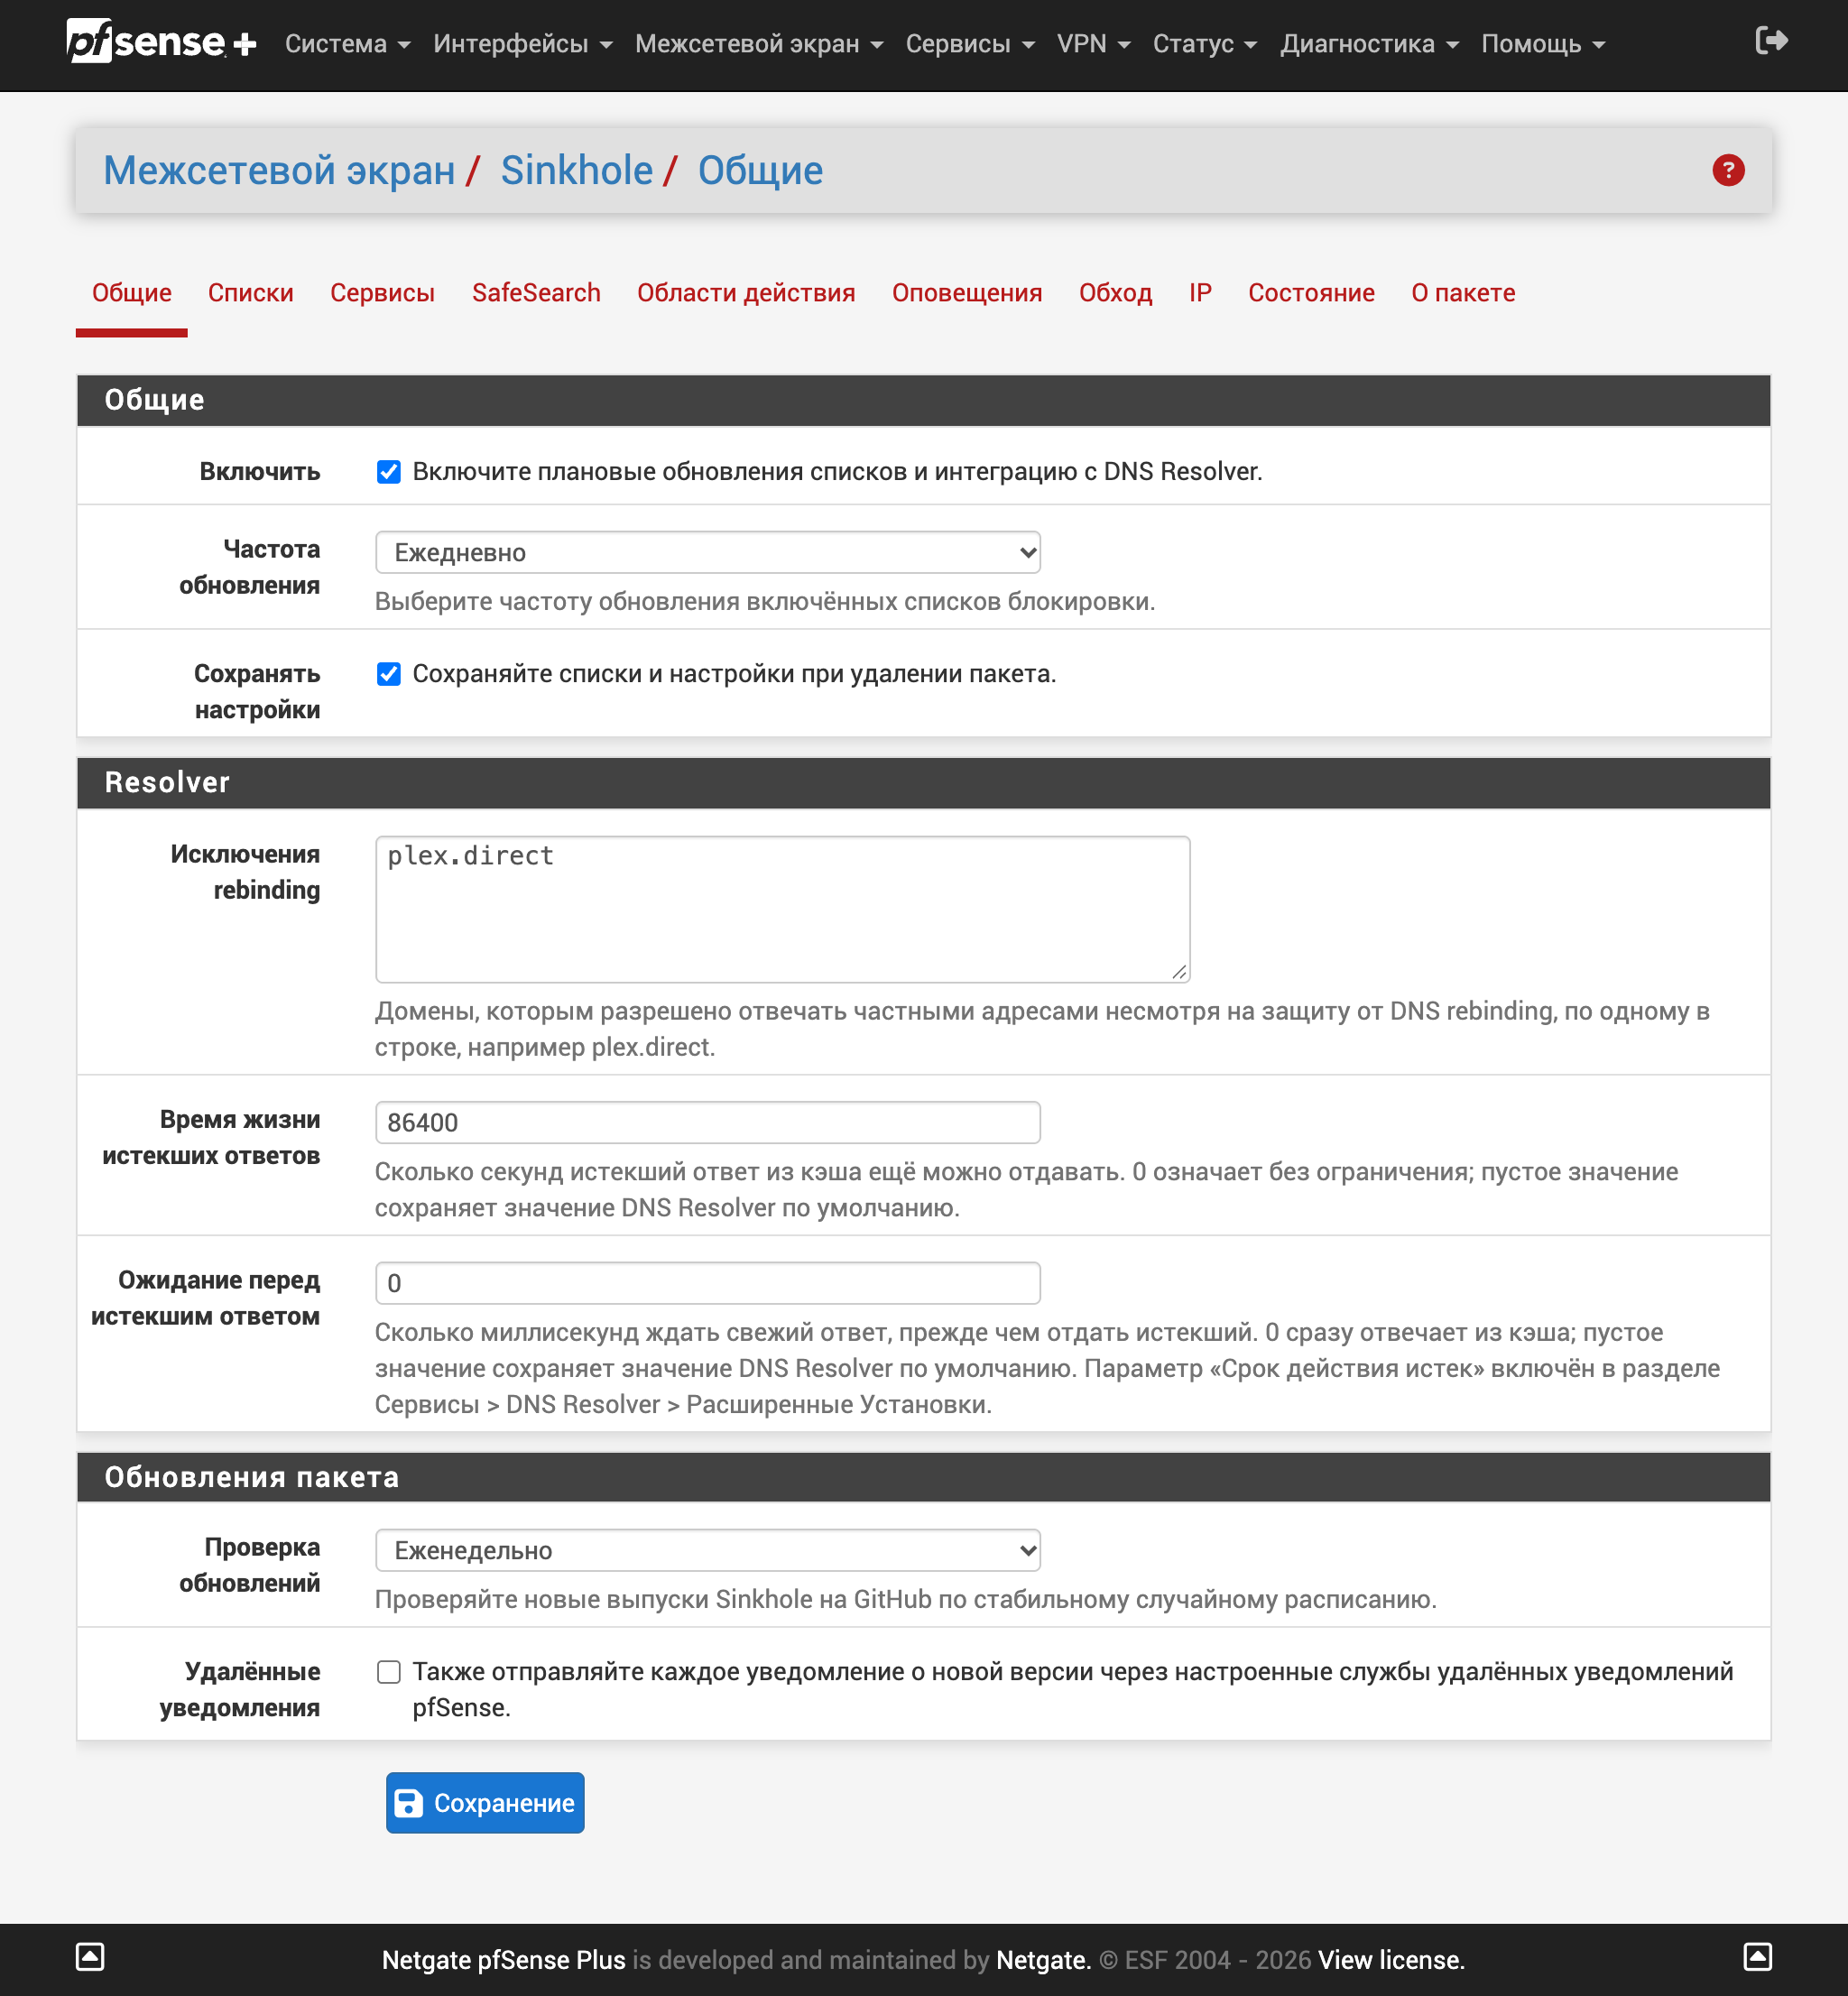 pfsense + Система Интерфейсы Межсетевой экран Сервисы VPN Статус Диагностика Помощь
Межсетевой экран / Sinkhole / Общие ?
Общие Списки Сервисы SafeSearch Области действия Оповещения Обход IP Состояние О пакете
Общие
Включить Включите плановые обновления списков и интеграцию с DNS Resolver.
Частота обновления
Ежедневно
Выберите частоту обновления включённых списков блокировки.
Сохранять настройки
Сохраняйте списки и настройки при удалении пакета.
Resolver
Исключения
rebinding
plex.direct
Домены, которым разрешено отвечать частными адресами несмотря на защиту от DNS rebinding, по одному в
строке, например plex.direct.
Время жизни
истекших ответов
86400
Сколько секунд истекший ответ из кэша ещё можно отдавать. 0 означает без ограничения; пустое значение
сохраняет значение DNS Resolver по умолчанию.
Ожидание перед
истекшим ответом
0
Сколько миллисекунд ждать свежий ответ, прежде чем отдать истекший. 0 сразу отвечает из кэша; пустое
значение сохраняет значение DNS Resolver по умолчанию. Параметр «Срок действия истек» включён в разделе
Сервисы > DNS Resolver > Расширенные Установки.
Обновления пакета
Проверка
обновлений
Еженедельно
Проверяйте новые выпуски Sinkhole на GitHub по стабильному случайному расписанию.
Удалённые
уведомления
Также отправляйте каждое уведомление о новой версии через настроенные службы удалённых уведомлений
pfSense.
Сохранение
Netgate pfSense Plus is developed and maintained by Netgate. © ESF 2004 - 2026 View license.